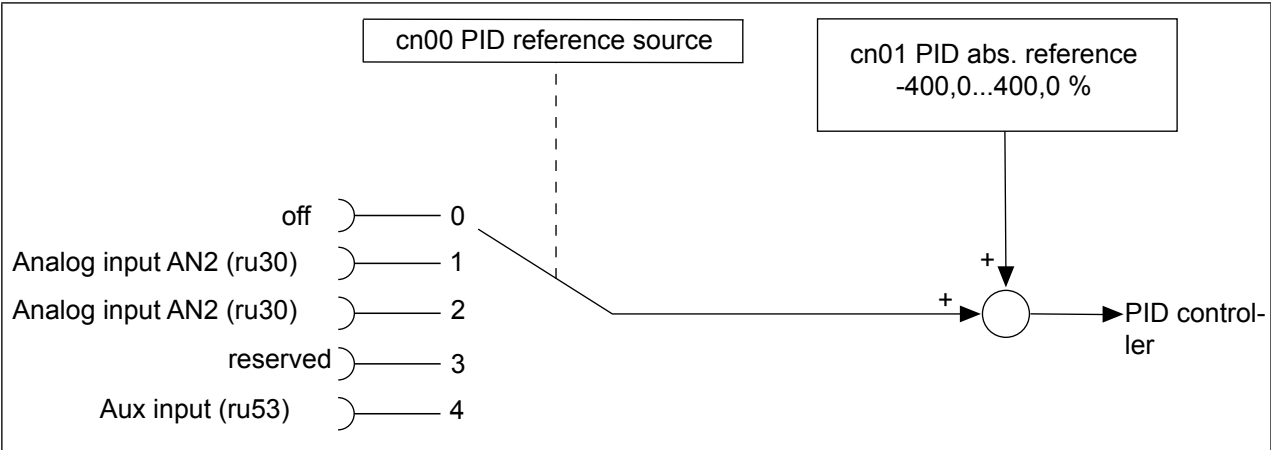 cn00 PID reference source
cn01 PID abs. reference
-400,0...400,0 %
off 0
Analog input AN2 (ru30) 1
Analog input AN2 (ru30) 2
reserved 3
Aux input (ru53) 4
+
+
PID control-
ler